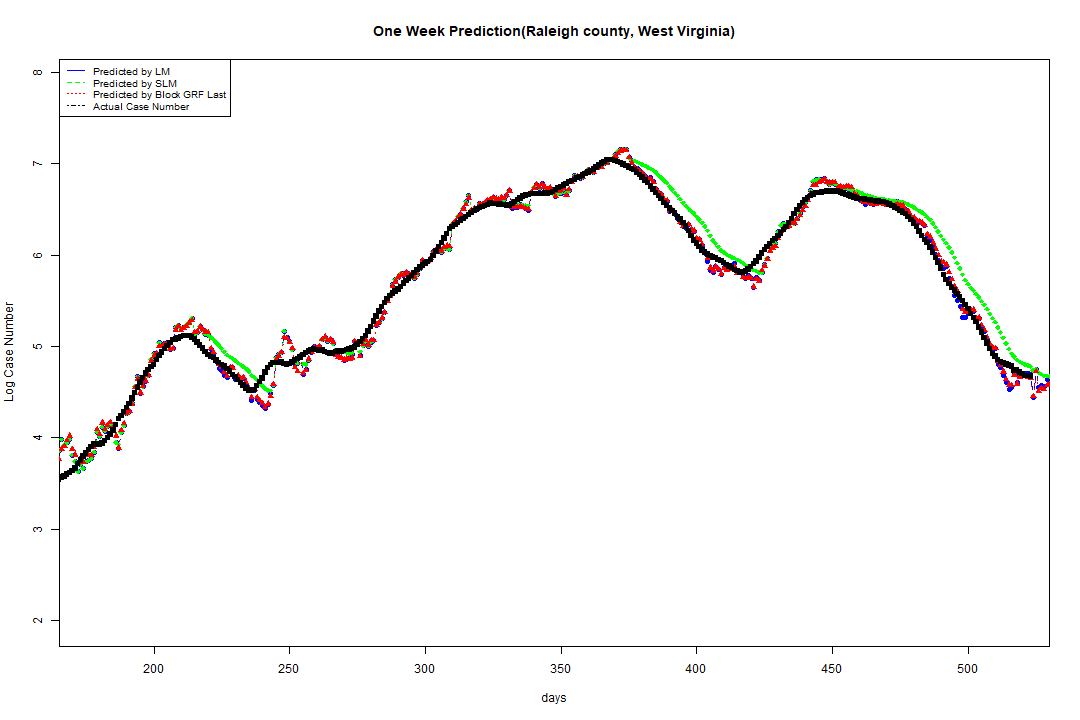 One Week Prediction(Raleigh county, West Virginia)
Predicted by LM
Predicted by SLM
Predicted by Block GRF Last
Actual Case Number
8
7
6
5
4
3
2
Log Case Number
200 250 300 350 400 450 500
days